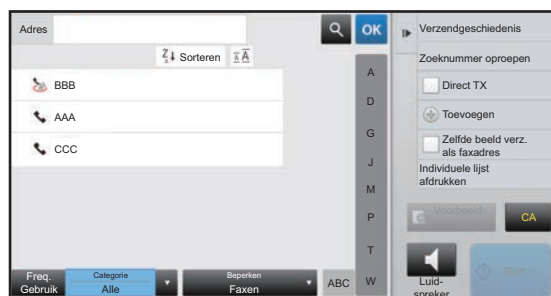 Adres
OK
Sorteren
BBB
AAA
CCC
A
D
G
J
M
P
T
W
Freq.
Gebruik
Categorie
Alle
Beperken
Faxen
ABC
Verzendgeschiedenis
Zoeknummer oproepen
Direct TX
Toevoegen
Zelfde beeld verz.
als faxadres
Individuele lijst
afdrukken
Voorbeeld-
CA
Luid-
spreker
Start